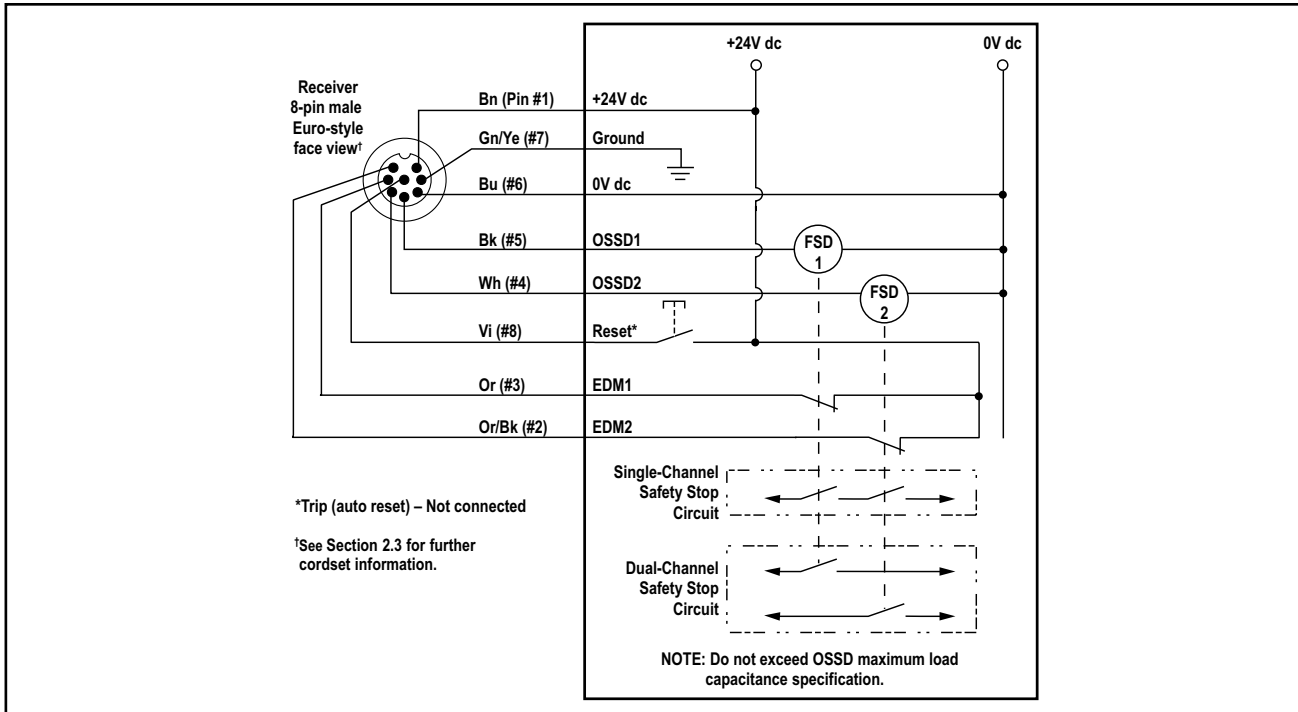 +24V dc
0V dc
Receiver
8-pin male
Euro-style
face view†
Bn (Pin #1)
+24V dc
Gn/Ye (#7)
Ground
Bu (#6)
0V dc
Bk (#5)
OSSD1
FSD
1
Wh (#4)
OSSD2
FSD
2
Vi (#8)
Reset*
Or (#3)
EDM1
Or/Bk (#2)
EDM2
Single-Channel
Safety Stop
Circuit
*Trip (auto reset) – Not connected
†See Section 2.3 for further
cordset information.
Dual-Channel
Safety Stop
Circuit
NOTE: Do not exceed OSSD maximum load
capacitance specification.